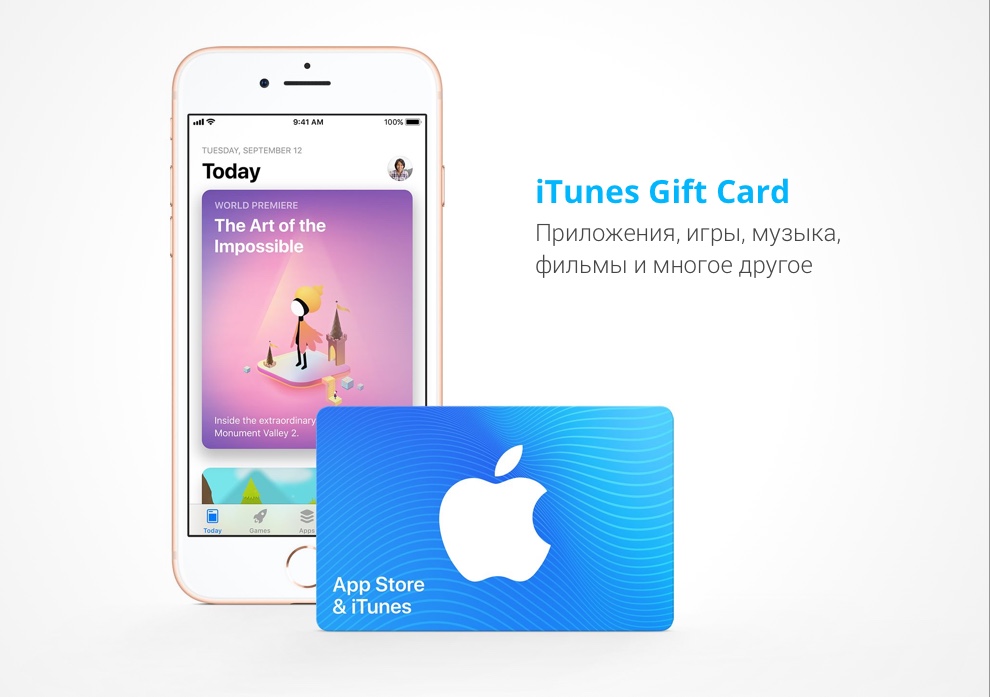 9:41 AM
100%
TUESDAY, SEPTEMBER 12
Today
WORLD PREMIERE
The Art of the
Impossible
Inside the extraordinary
Monument Valley 2.
Today
Games
Apps
iTunes Gift Card
Приложения, игры, музыка,
фильмы и многое другое
App Store
& iTunes